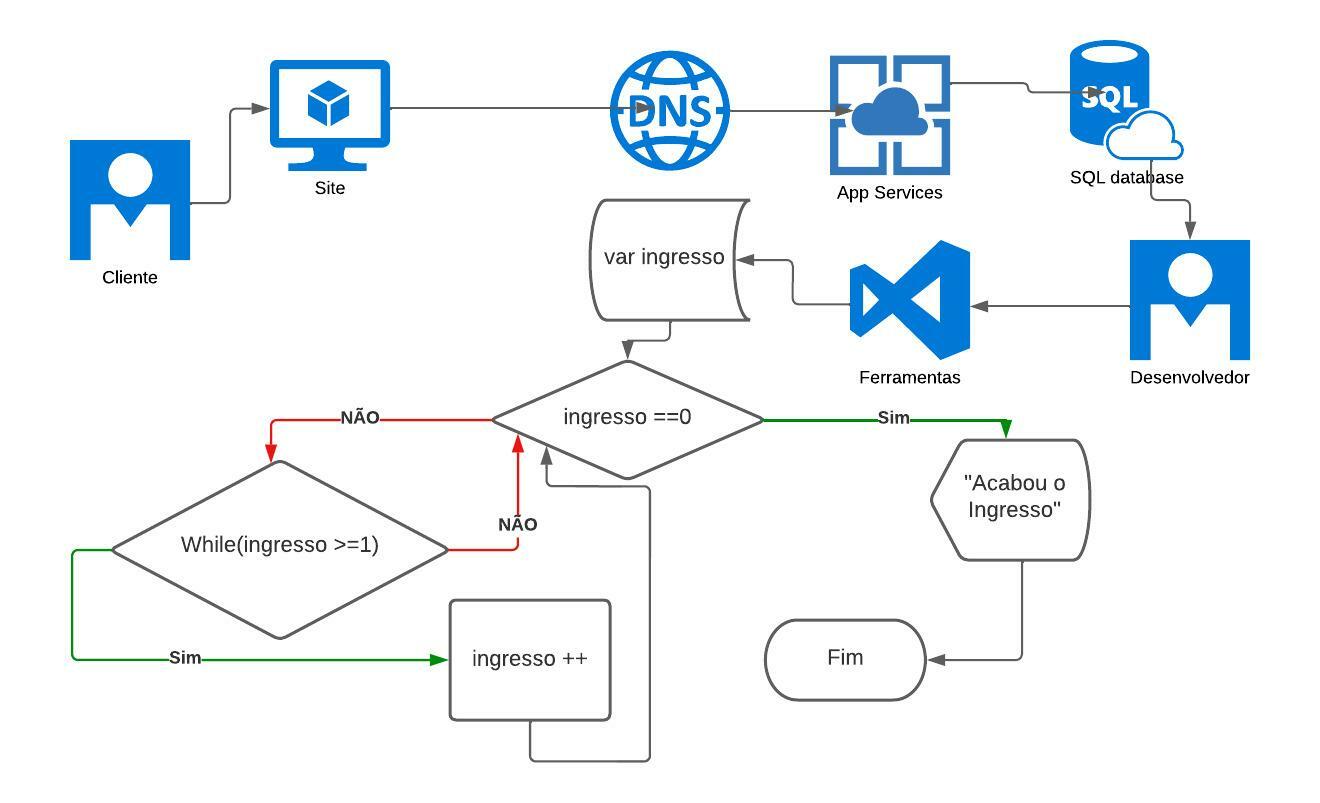 DNS
SQL
Site
App Services
SQL database
Cliente
var ingresso
Ferramentas
Desenvolvedor
NÃO
ingresso ==0
Sim
"Acabou o
Ingresso"
NÃO
While(ingresso >=1)
Sim
ingresso ++
Fim